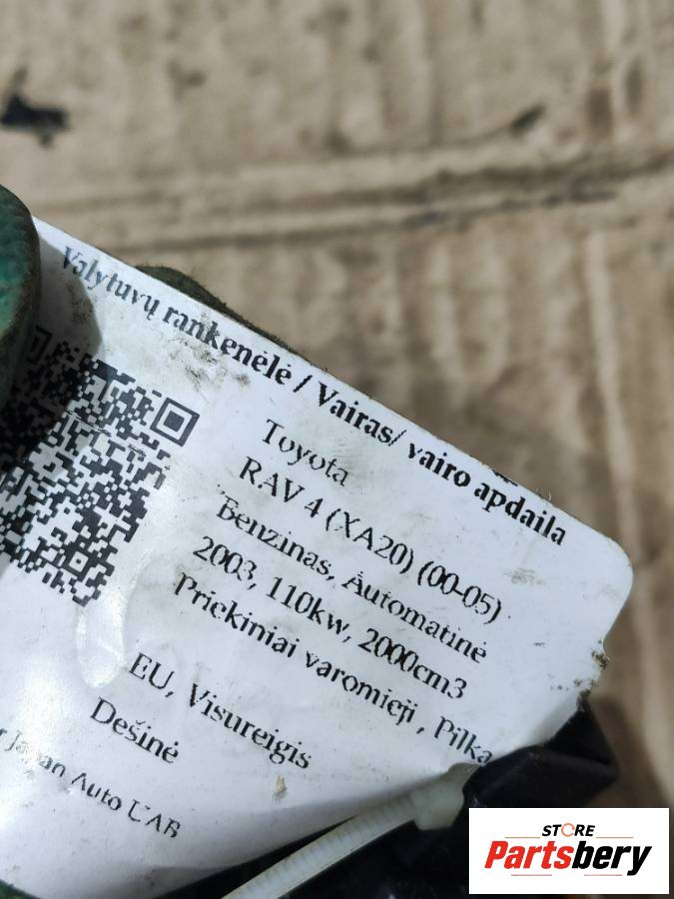 Valytuvų rankenėlė / Vairas/ vairo apdaila
Toyota
RAV 4 (XA20) (00-05)
Benzinas, Automatinė
2003, 110kw, 2000cm3
Priekiniai varomieji , Pilka
EU, Visureigis
Dešinė
Japan Auto UAB
STORE
Partsbery